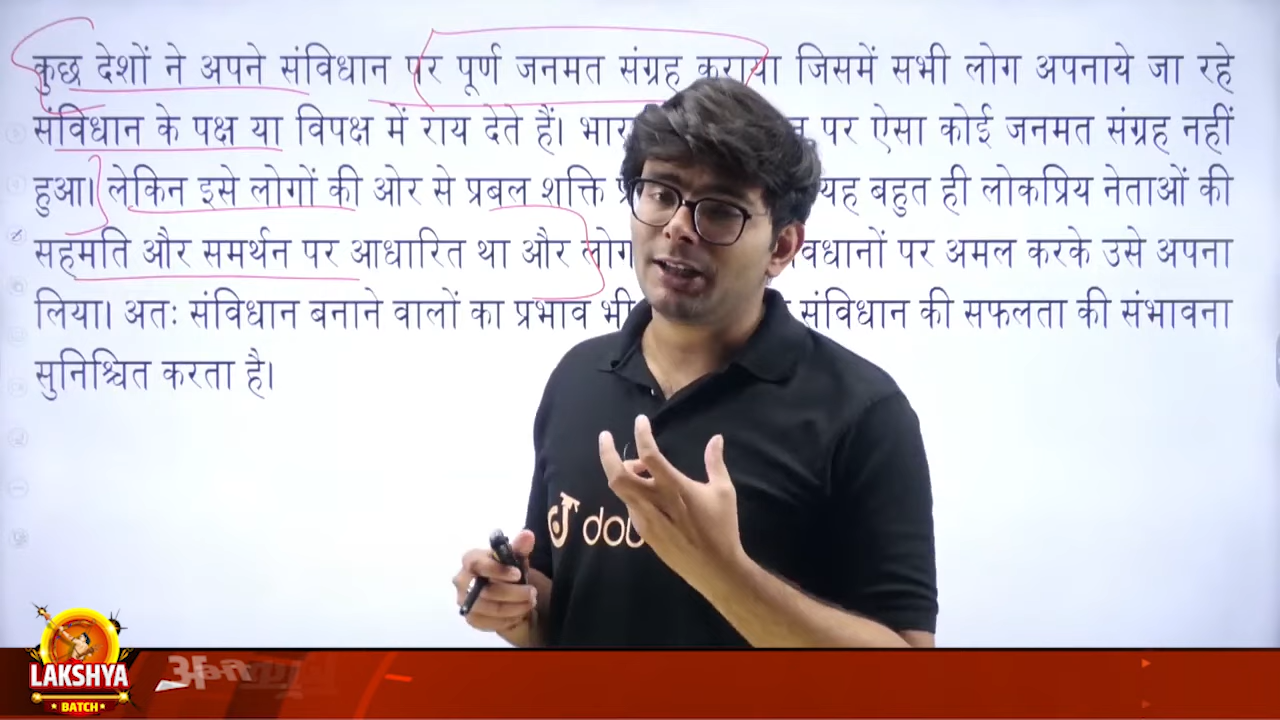 कुछ देशों ने अपने संविधान पर पूर्ण जनमत संग्रह कराया जिसमें सभी लोग अपनाये जा रहे
संविधान के पक्ष या विपक्ष में राय देते हैं। पर ऐसा कोई जनमत संग्रह नहीं
हुआ। लेकिन इसे लोगों की ओर से प्रबल शक्ति यह बहुत ही लोकप्रिय नेताओं की
सहमति और समर्थन पर आधारित था और पर अमल करके उसे अपना
लिया। अतः संविधान बनाने वालों का प्रभाव भी संविधान की सफलता की संभावना
सुनिश्चित करता है।
LAKSHYA
BATCH